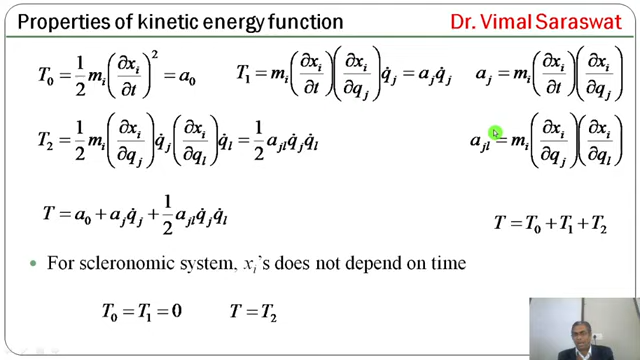 Properties of kinetic energy function
Dr. Vimal Saraswat
T₀ = 1/2 mᵢ (∂xᵢ/∂t)² = a₀
T₁ = mᵢ (∂xᵢ/∂t)(∂xᵢ/∂qⱼ) q̇ⱼ = aⱼq̇ⱼ
aⱼ = mᵢ (∂xᵢ/∂t)(∂xᵢ/∂qⱼ)
T₂ = 1/2 mᵢ (∂xᵢ/∂qⱼ) q̇ⱼ (∂xᵢ/∂qₗ) q̇ₗ = 1/2 aⱼₗ q̇ⱼ q̇ₗ
aⱼₗ = mᵢ (∂xᵢ/∂qⱼ)(∂xᵢ/∂qₗ)
T = a₀ + aⱼq̇ⱼ + 1/2 aⱼₗ q̇ⱼ q̇ₗ
T = T₀ + T₁ + T₂
• For scleronomic system, xᵢ's does not depend on time
T₀ = T₁ = 0
T = T₂